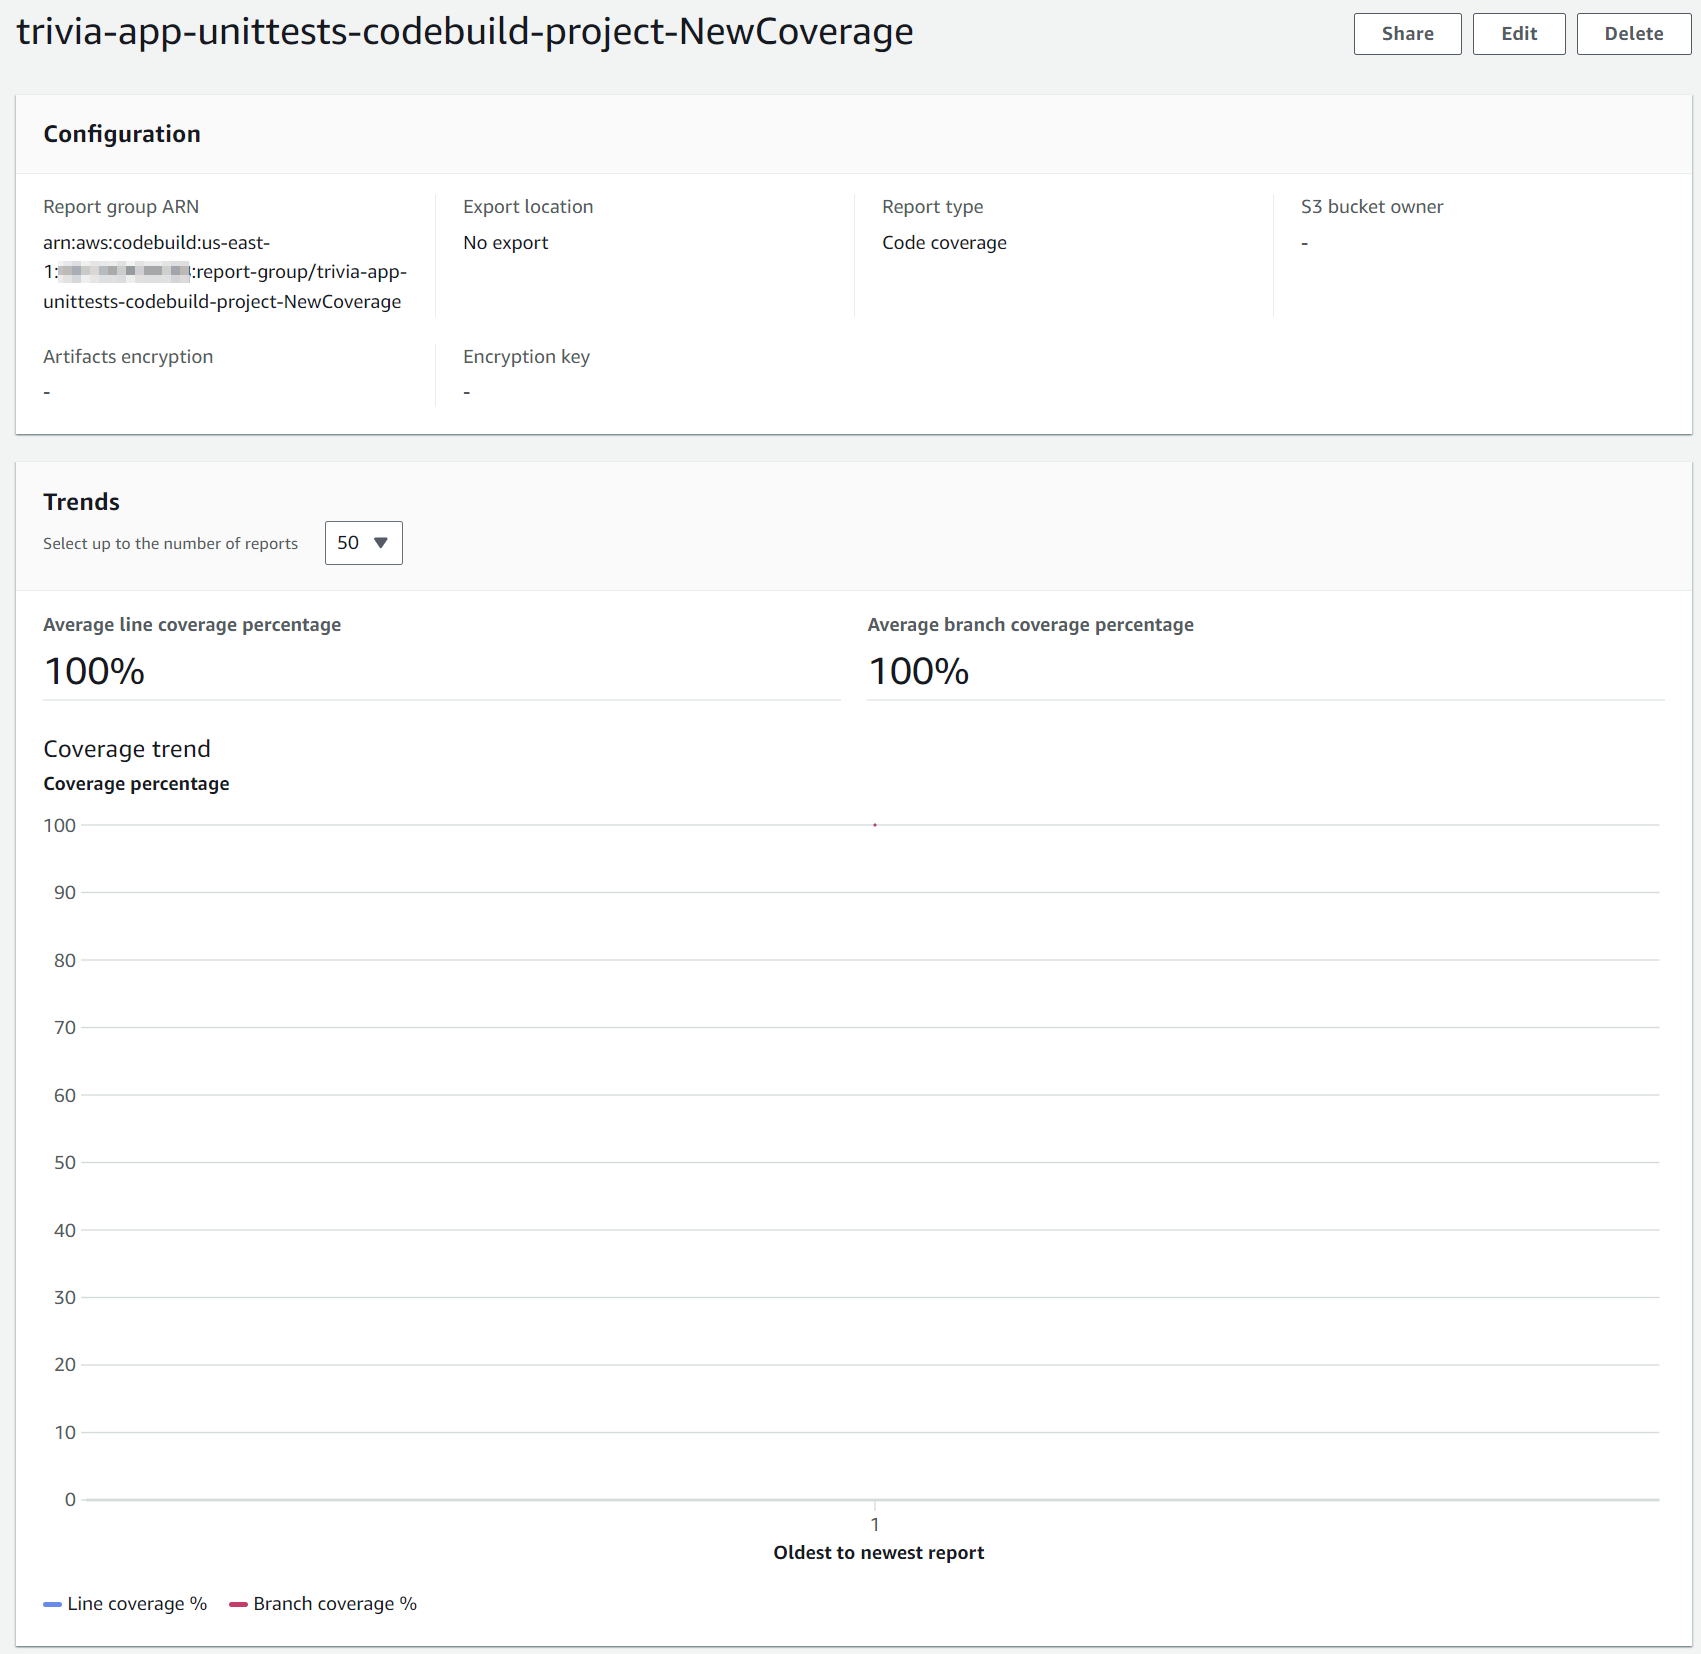 trivia-app-unittests-codebuild-project-NewCoverage
Share
Edit
Delete
Configuration
Report group ARN
arn:aws:codebuild:us-east-
1: :report-group/trivia-app-
unittests-codebuild-project-NewCoverage
Export location
No export
Report type
Code coverage
S3 bucket owner
-
Artifacts encryption
-
Encryption key
-
Trends
Select up to the number of reports
50
Average line coverage percentage
100%
Average branch coverage percentage
100%
Coverage trend
Coverage percentage
100
90
80
70
60
50
40
30
20
10
0
1
Oldest to newest report
Line coverage %
Branch coverage %